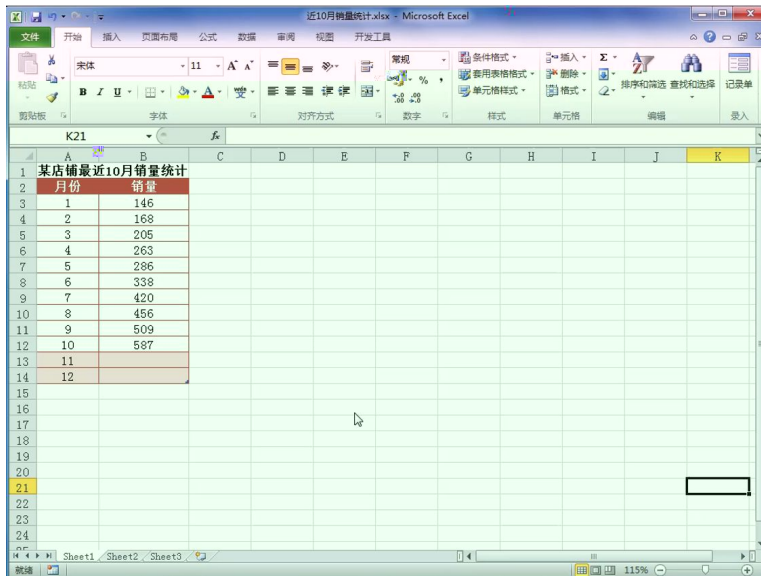 近10月销量统计.xlsx - Microsoft Excel
文件 开始 插入 页面布局 公式 数据 审阅 视图 开发工具
宋体 11 常规 条件格式 插入
粘贴 套用表格格式 删除 排序和筛选 查找和选择 记录单
B I U A 单元格样式 格式
剪贴板 字体 对齐方式 数字 样式 单元格 编辑 录入
K21 fx
A B C D E F G H I J K
1 某店铺最近10月销量统计
2 月份 销量
3 1 146
4 2 168
5 3 205
6 4 263
7 5 286
8 6 338
9 7 420
10 8 456
11 9 509
12 10 587
13 11
14 12
15
16
17
18
19
20
21
22
23
24
25
Sheet1 Sheet2 Sheet3
就绪 115%